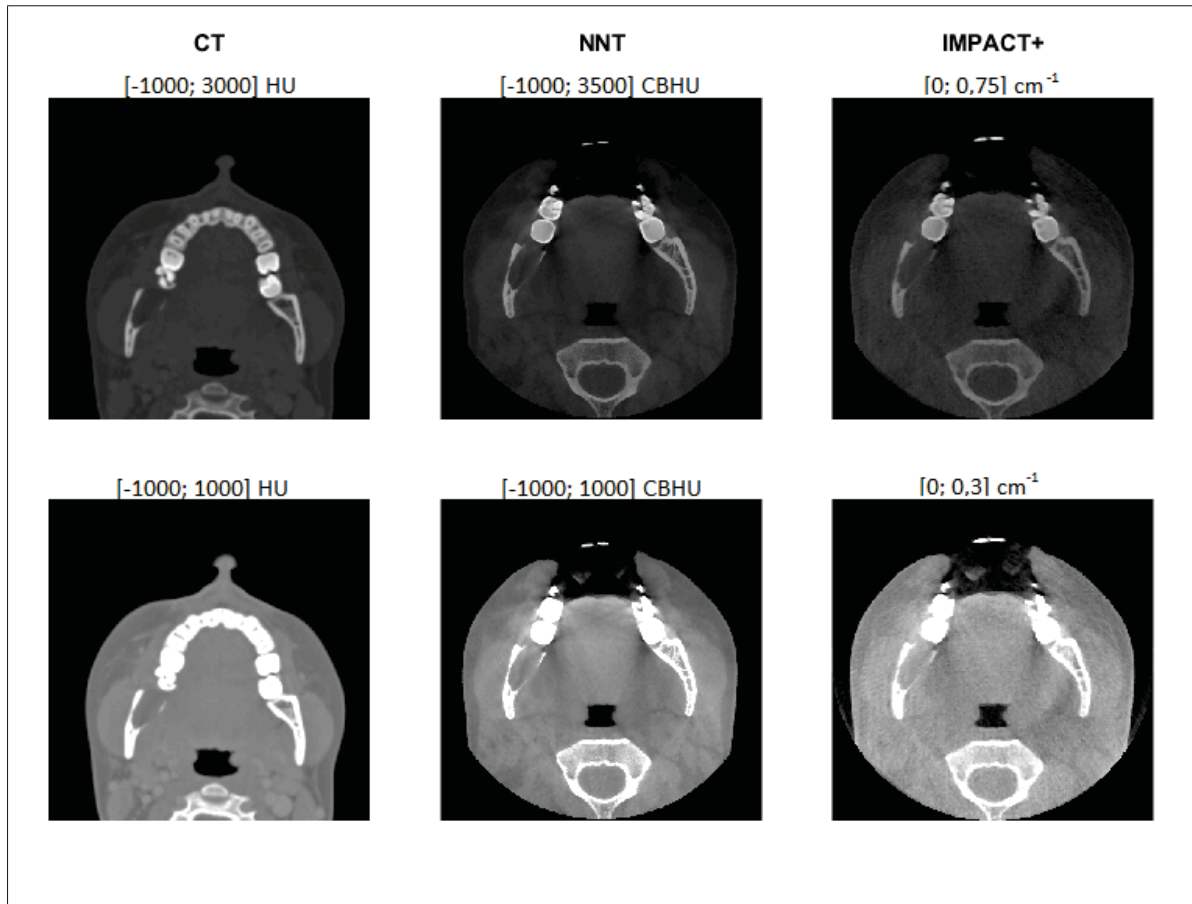 CT NNT IMPACT+
[-1000; 3000] HU [-1000; 3500] CBHU [0; 0,75] cm⁻¹
[-1000; 1000] HU [-1000; 1000] CBHU [0; 0,3] cm⁻¹